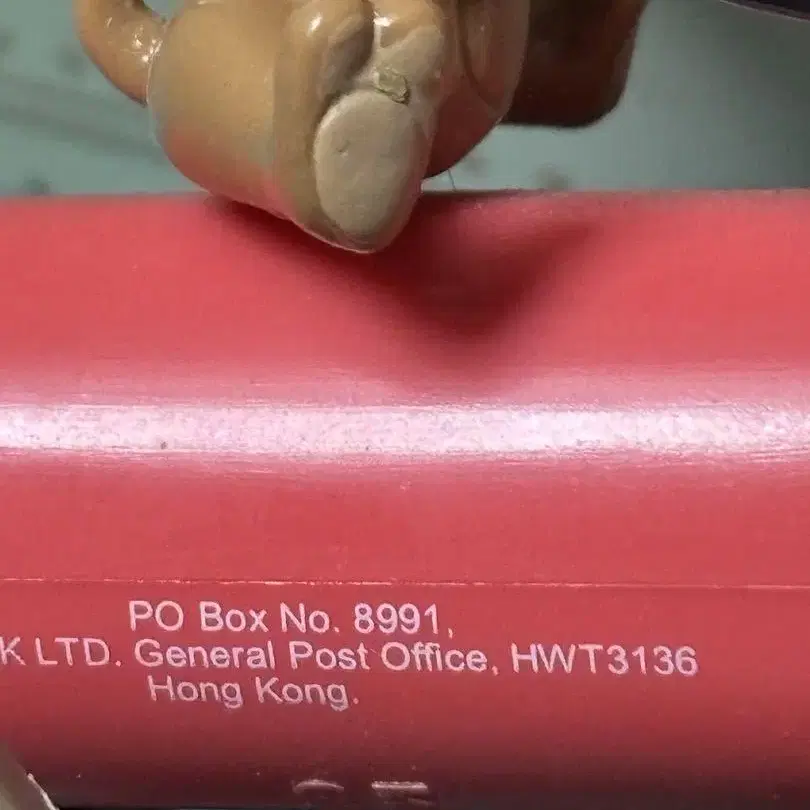 PO Box No. 8991,
K LTD. General Post Office, HWT3136
Hong Kong.